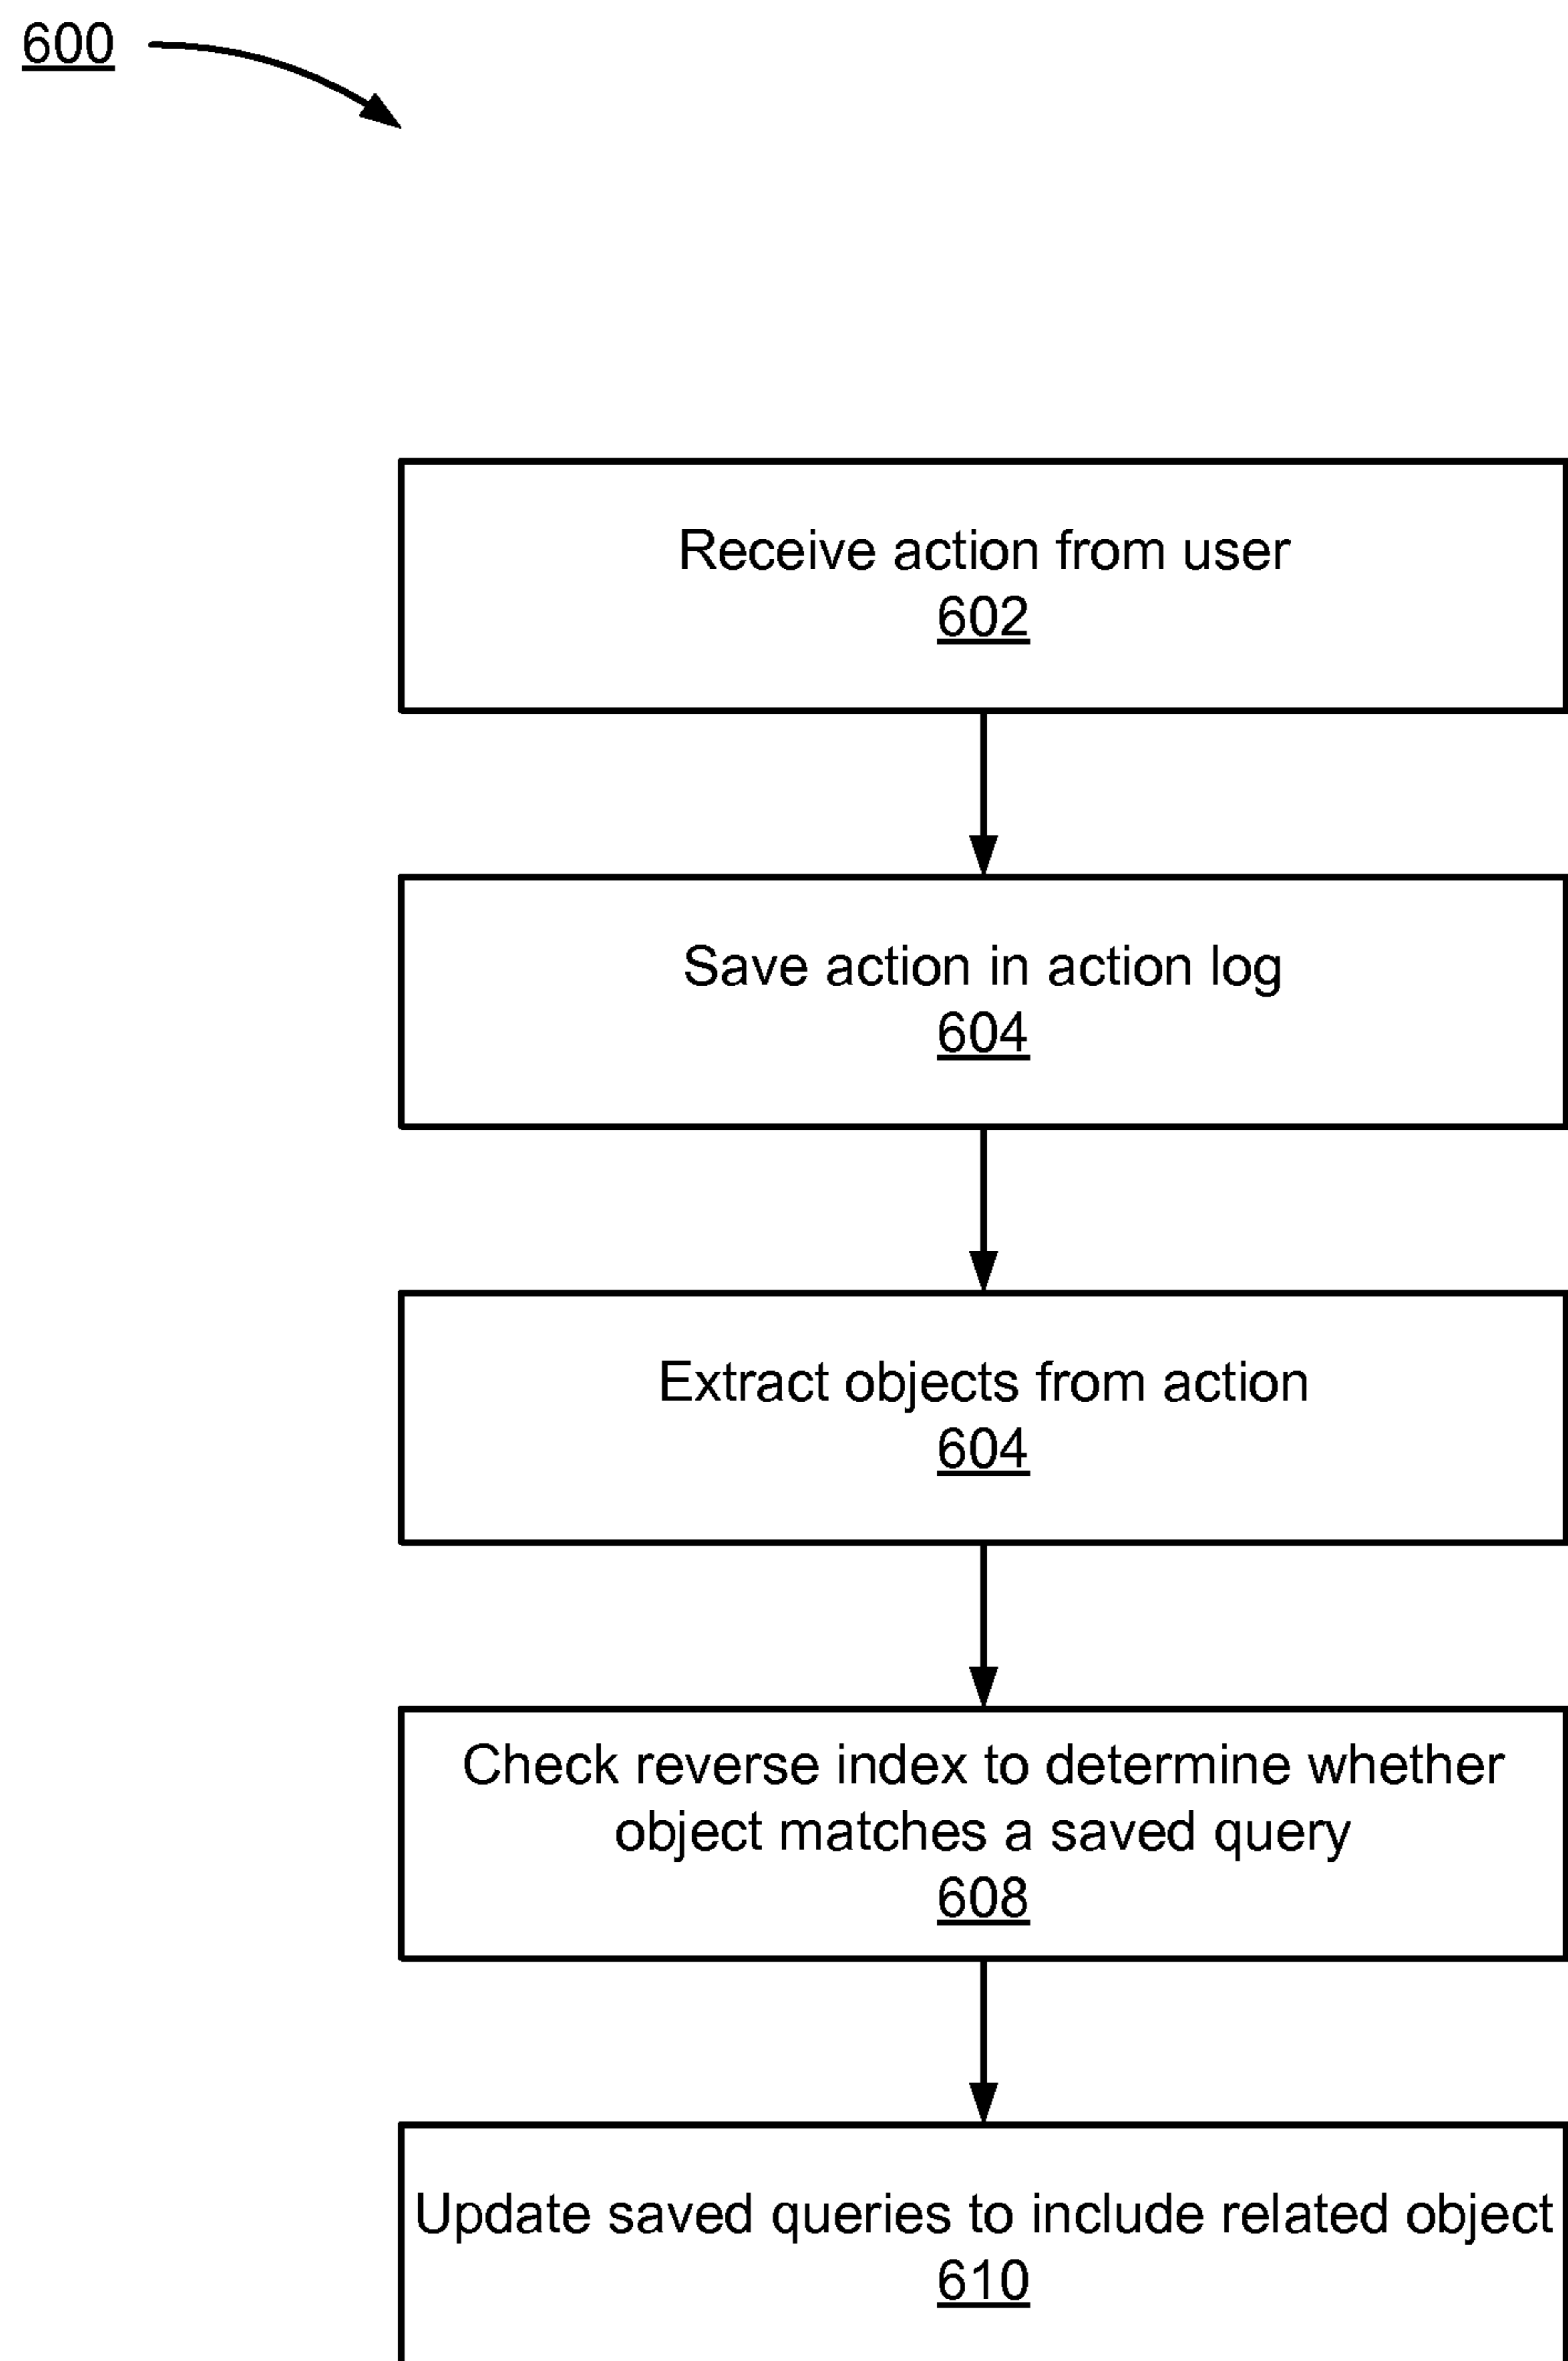 600
Receive action from user
602
Save action in action log
604
Extract objects from action
604
Check reverse index to determine whether
object matches a saved query
608
Update saved queries to include related object
610